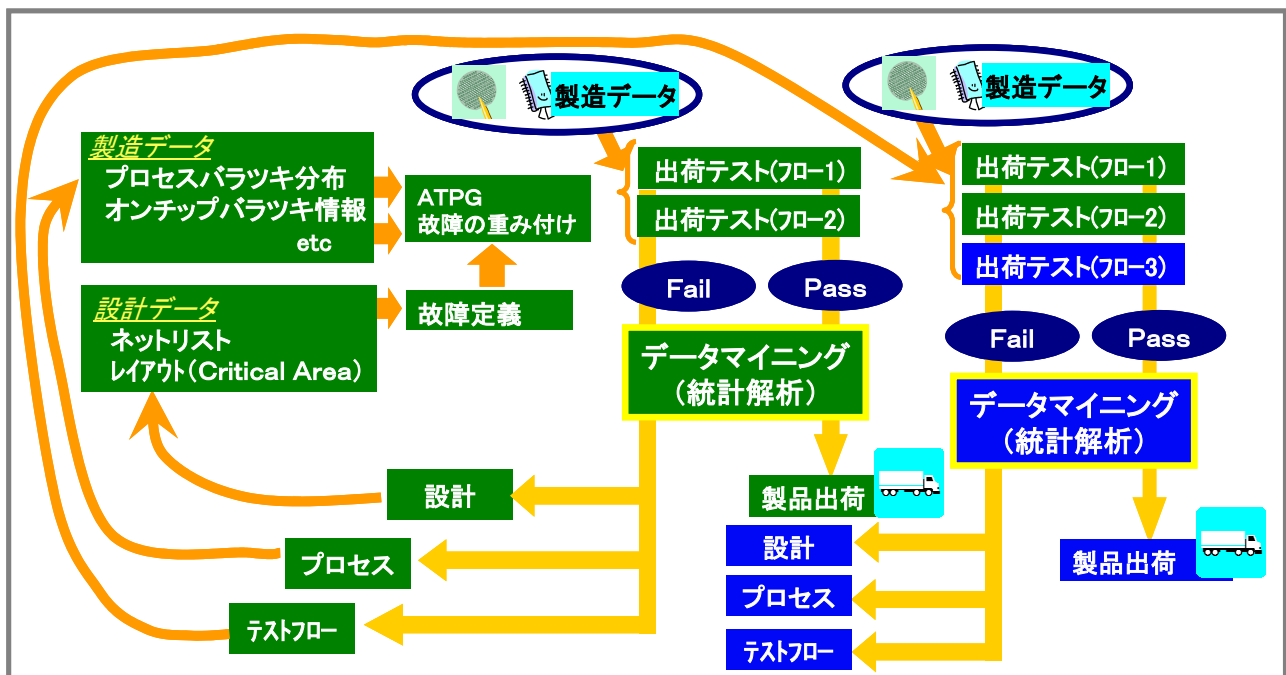 製造データ
製造データ
製造データ
プロセスバラツキ分布
オンチップバラツキ情報
etc
ATPG
故障の重み付け
設計データ
ネットリスト
レイアウト(Critical Area)
故障定義
出荷テスト(フロー1)
出荷テスト(フロー2)
Fail
Pass
データマイニング
(統計解析)
製品出荷
設計
プロセス
テストフロー
出荷テスト(フロー1)
出荷テスト(フロー2)
出荷テスト(フロー3)
Fail
Pass
データマイニング
(統計解析)
製品出荷
設計
プロセス
テストフロー